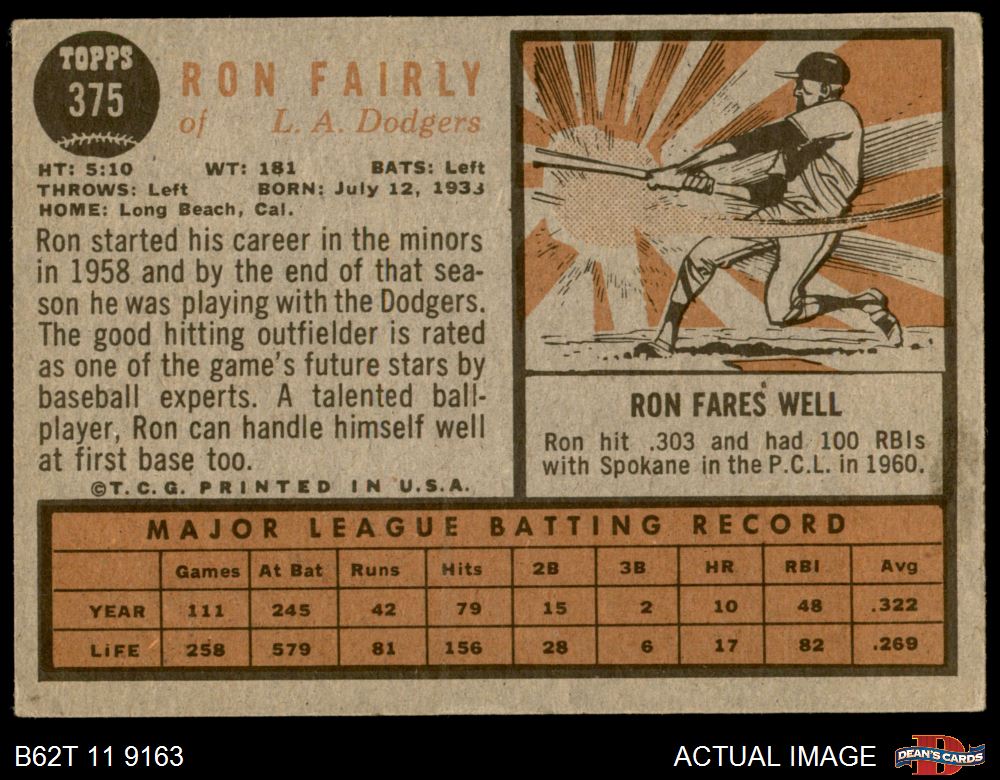 TOPPS
375
RON FAIRLY
of L. A. Dodgers
HT: 5:10 WT: 181 BATS: Left
THROWS: Left BORN: July 12, 1933
HOME: Long Beach, Cal.
Ron started his career in the minors
in 1958 and by the end of that sea-
son he was playing with the Dodgers.
The good hitting outfielder is rated
as one of the game's future stars by
baseball experts. A talented ball-
player, Ron can handle himself well
at first base too.
©T.C.G. PRINTED IN U.S.A.
RON FARES WELL
Ron hit .303 and had 100 RBIs
with Spokane in the P.C.L. in 1960.
MAJOR LEAGUE BATTING RECORD
Games At Bat Runs Hits 2B 3B HR RBI Avg
YEAR 111 245 42 79 15 2 10 48 .322
LIFE 258 579 81 156 28 6 17 82 .269
B62T 11 9163 ACTUAL IMAGE DEAN'S CARDS